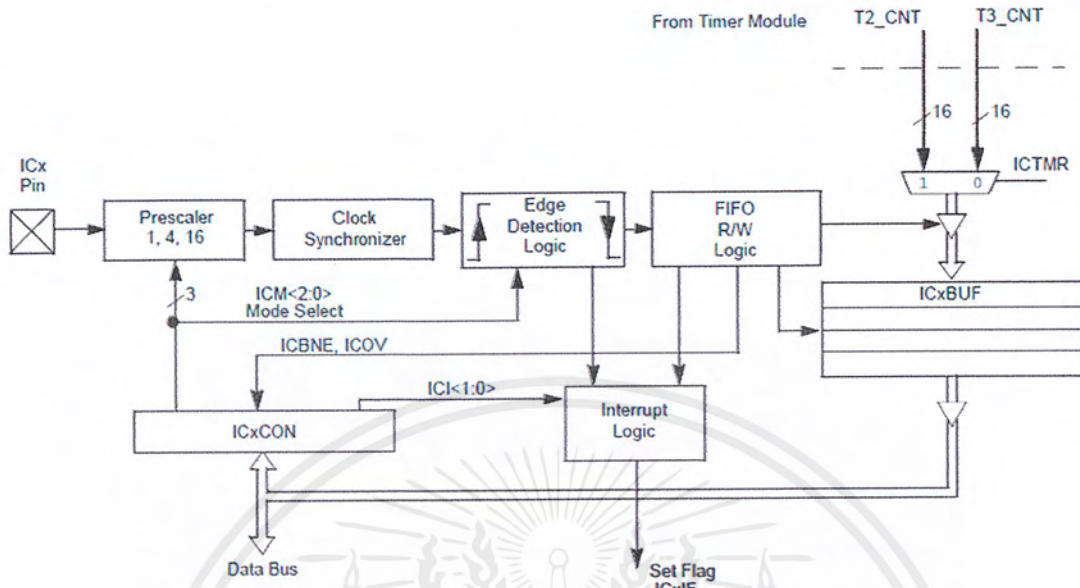 From Timer Module
T2_CNT
T3_CNT
16
16
ICx
Pin
ICTMR
1
0
Prescaler
1, 4, 16
Clock
Synchronizer
Edge
Detection
Logic
FIFO
R/W
Logic
3
ICM<2:0>
Mode Select
ICxBUF
ICBNE, ICOV
ICI<1:0>
Interrupt
Logic
ICxCON
Data Bus
Set Flag
ICxIF